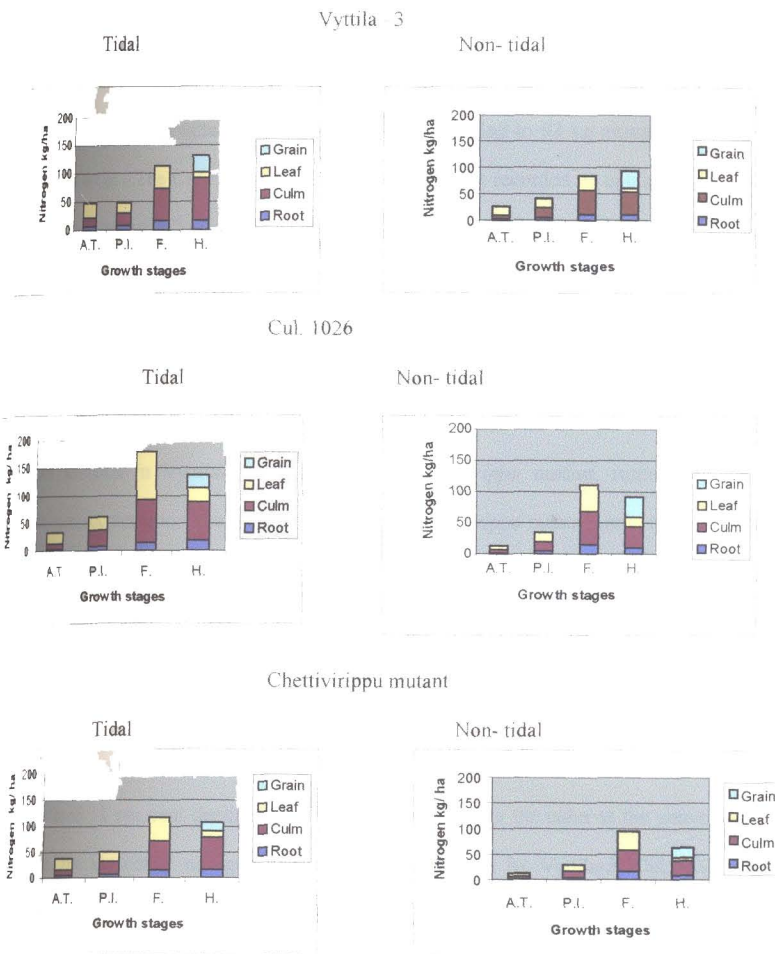 Vyttila - 3
Tidal
Non- tidal
Nitrogen kg/ha
200
150
100
50
0
A.T. P.I. F. H.
Growth stages
Grain
Leaf
Culm
Root
Nitrogen kg/ha
200
150
100
50
0
A.T. P.I. F. H.
Growth stages
Grain
Leaf
Culm
Root
Cul. 1026
Tidal
Non- tidal
Nitrogen kg/ ha
200
150
100
50
0
A.T P.I. F. H.
Growth stages
Grain
Leaf
Culm
Root
Nitrogen kg/ha
200
150
100
50
0
A.T. P.I. F. H.
Growth stages
Grain
Leaf
Culm
Root
Chettivirippu mutant
Tidal
Non- tidal
Nitrogen kg/ ha
200
150
100
50
0
A.T. P.I. F. H.
Growth stages
Grain
Leaf
Culm
Root
Nitrogen kg/ ha
200
150
100
50
0
A.T. P.I. F. H.
Growth stages
Grain
Leaf
Culm
Root